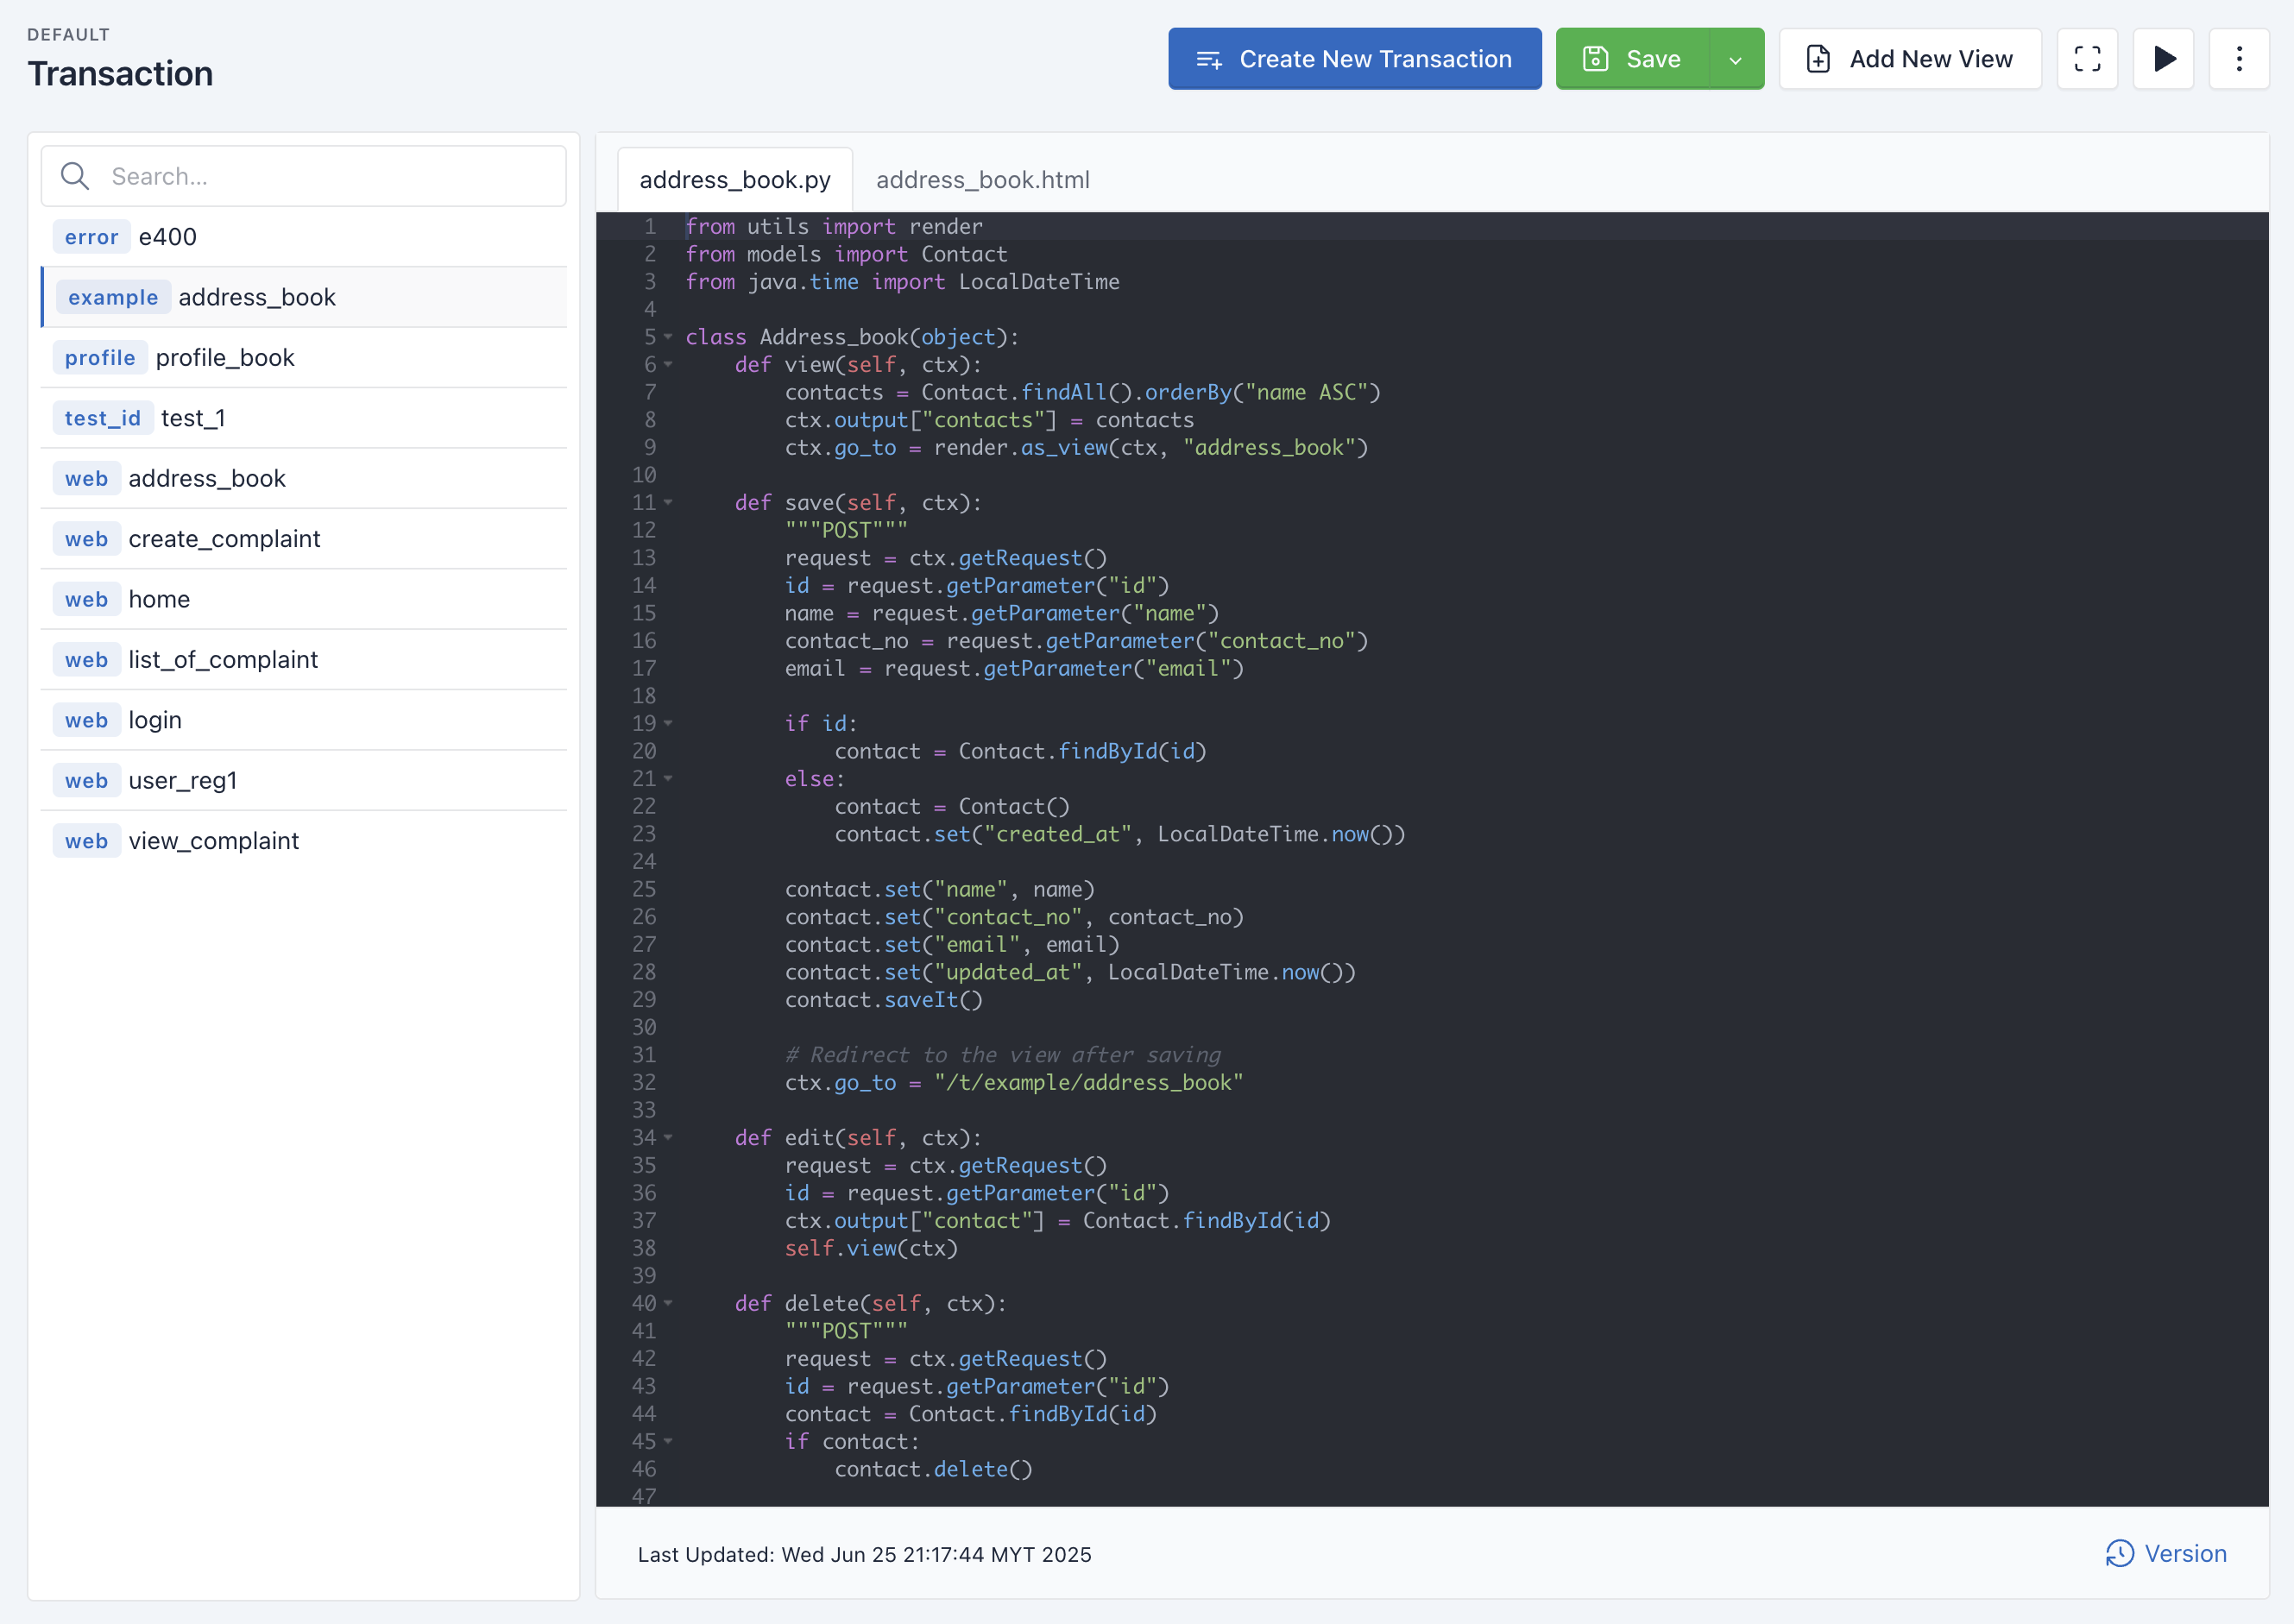 DEFAULT
Transaction
Create New Transaction
Save
Add New View
Search...
error e400
example address_book
profile profile_book
test_id test_1
web address_book
web create_complaint
web home
web list_of_complaint
web login
web user_reg1
web view_complaint
address_book.py address_book.html
1 from utils import render
2 from models import Contact
3 from java.time import LocalDateTime
4
5 class Address_book(object):
6     def view(self, ctx):
7         contacts = Contact.findAll().orderBy("name ASC")
8         ctx.output["contacts"] = contacts
9         ctx.go_to = render.as_view(ctx, "address_book")
10
11     def save(self, ctx):
12         """POST"""
13         request = ctx.getRequest()
14         id = request.getParameter("id")
15         name = request.getParameter("name")
16         contact_no = request.getParameter("contact_no")
17         email = request.getParameter("email")
18
19         if id:
20             contact = Contact.findById(id)
21         else:
22             contact = Contact()
23             contact.set("created_at", LocalDateTime.now())
24
25         contact.set("name", name)
26         contact.set("contact_no", contact_no)
27         contact.set("email", email)
28         contact.set("updated_at", LocalDateTime.now())
29         contact.saveIt()
30
31         # Redirect to the view after saving
32         ctx.go_to = "/t/example/address_book"
33
34     def edit(self, ctx):
35         request = ctx.getRequest()
36         id = request.getParameter("id")
37         ctx.output["contact"] = Contact.findById(id)
38         self.view(ctx)
39
40     def delete(self, ctx):
41         """POST"""
42         request = ctx.getRequest()
43         id = request.getParameter("id")
44         contact = Contact.findById(id)
45         if contact:
46             contact.delete()
47
Last Updated: Wed Jun 25 21:17:44 MYT 2025
Version